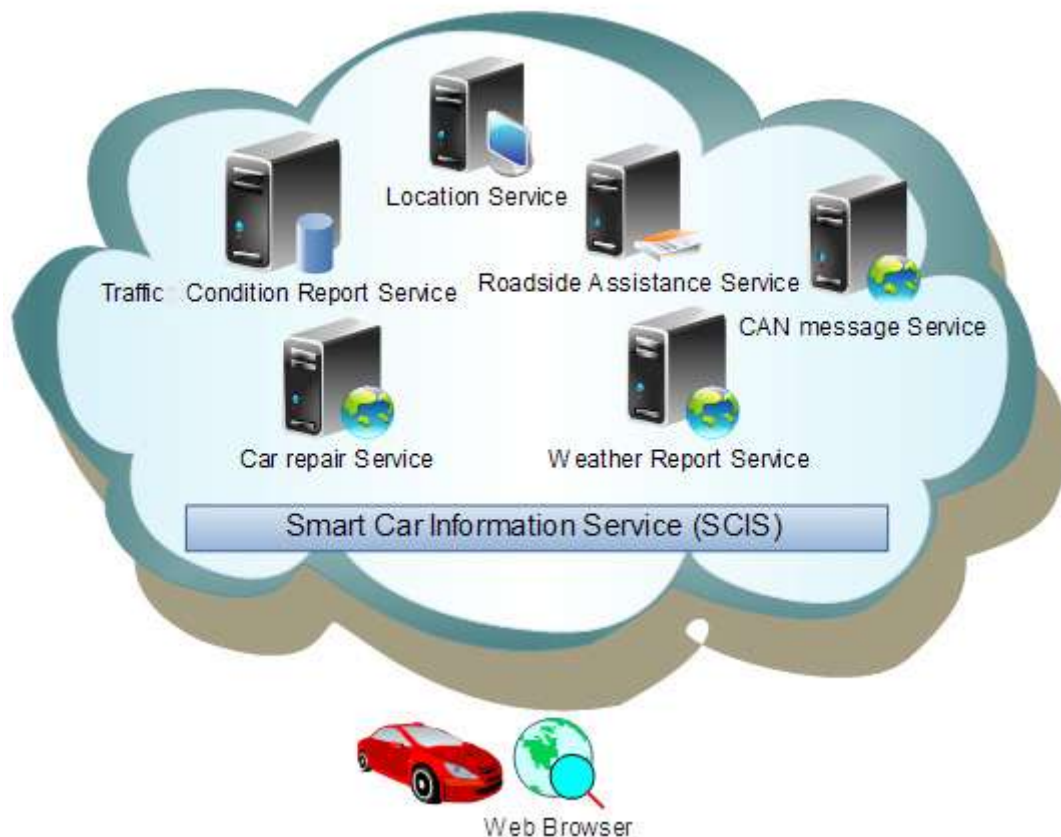 Location Service
Traffic Condition Report Service
Roadside Assistance Service
CAN message Service
Car repair Service
Weather Report Service
Smart Car Information Service (SCIS)
Web Browser